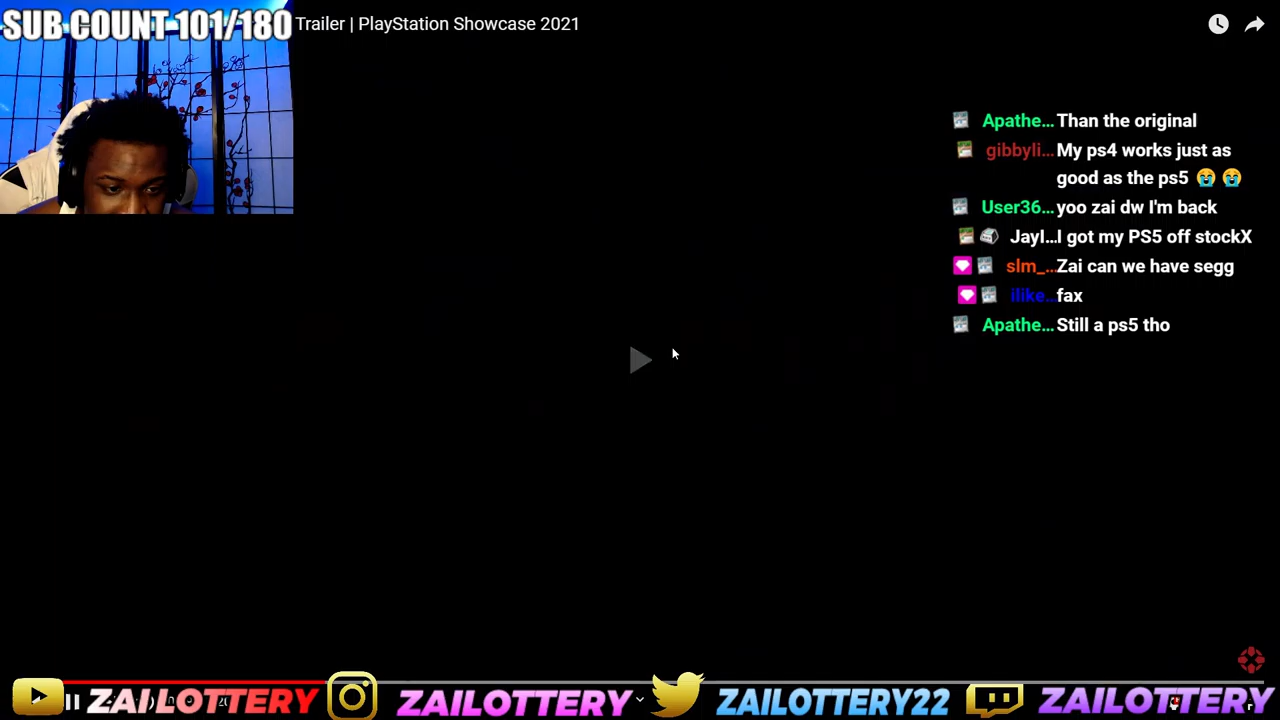 SUB COUNT 101/180
Trailer | PlayStation Showcase 2021
Apathe... Than the original
gibbyli... My ps4 works just as
good as the ps5 😭 😭
User36... yoo zai dw I'm back
Jayl... I got my PS5 off stockX
slm_... Zai can we have segg
ilike... fax
Apathe... Still a ps5 tho
ZAILOTTERY
ZAILOTTERY
ZAILOTTERY22
ZAILOTTERY